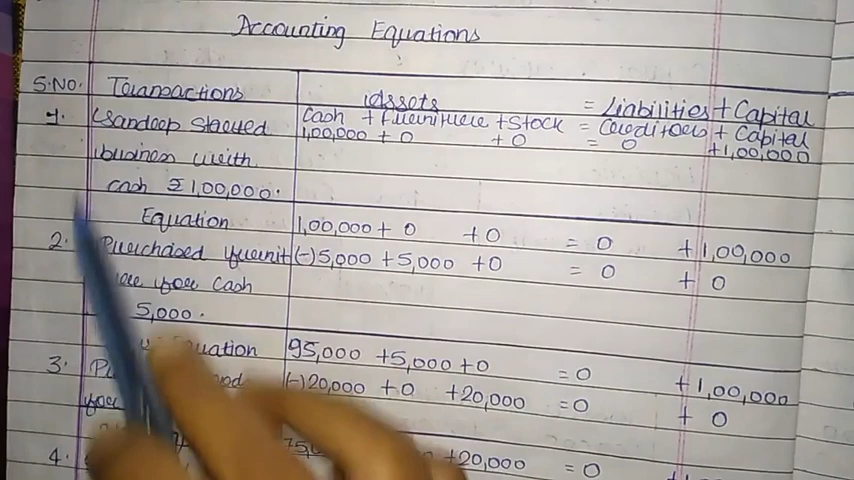 Accounting Equations
S.No. Transactions Assets = Liabilities + Capital
Cash + Furniture + Stock = Creditors + Capital
1. Sandeep started 1,00,000 + 0 + 0 = 0 + 1,00,000
business with
cash ₹ 1,00,000.
Equation 1,00,000 + 0 + 0 = 0 + 1,00,000
2. Purchased furnit (-) 5,000 + 5,000 + 0 = 0 + 0
ure for cash
5,000.
Equation 95,000 + 5,000 + 0 = 0 + 1,00,000
3. (-) 20,000 + 0 + 20,000 = 0 + 0
for
4. + 20,000 = 0